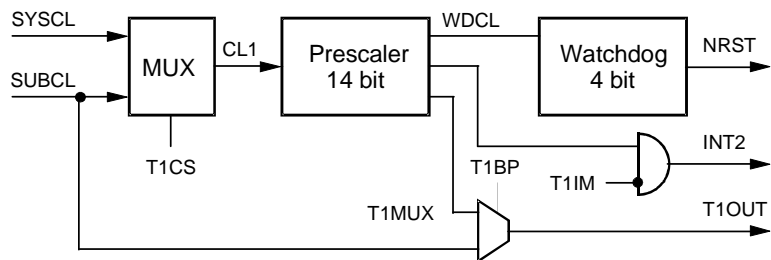 SYSCL
SUBCL
MUX
T1CS
CL1
Prescaler
14 bit
WDCL
Watchdog
4 bit
NRST
T1BP
T1IM
INT2
T1MUX
T1OUT